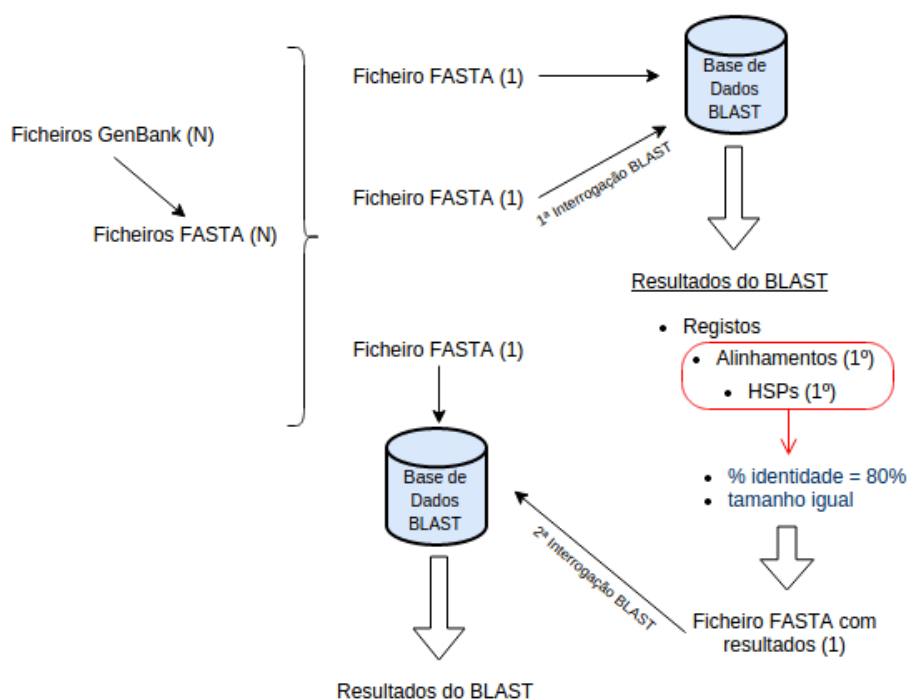 Ficheiros GenBank (N)
Ficheiros FASTA (N)
Ficheiro FASTA (1)
Base de
Dados
BLAST
Ficheiro FASTA (1)
1ª Interrogação BLAST
Resultados do BLAST
• Registos
• Alinhamentos (1º)
• HSPs (1º)
• % identidade = 80%
• tamanho igual
Ficheiro FASTA com
resultados (1)
2ª Interrogação BLAST
Ficheiro FASTA (1)
Base de
Dados
BLAST
Resultados do BLAST